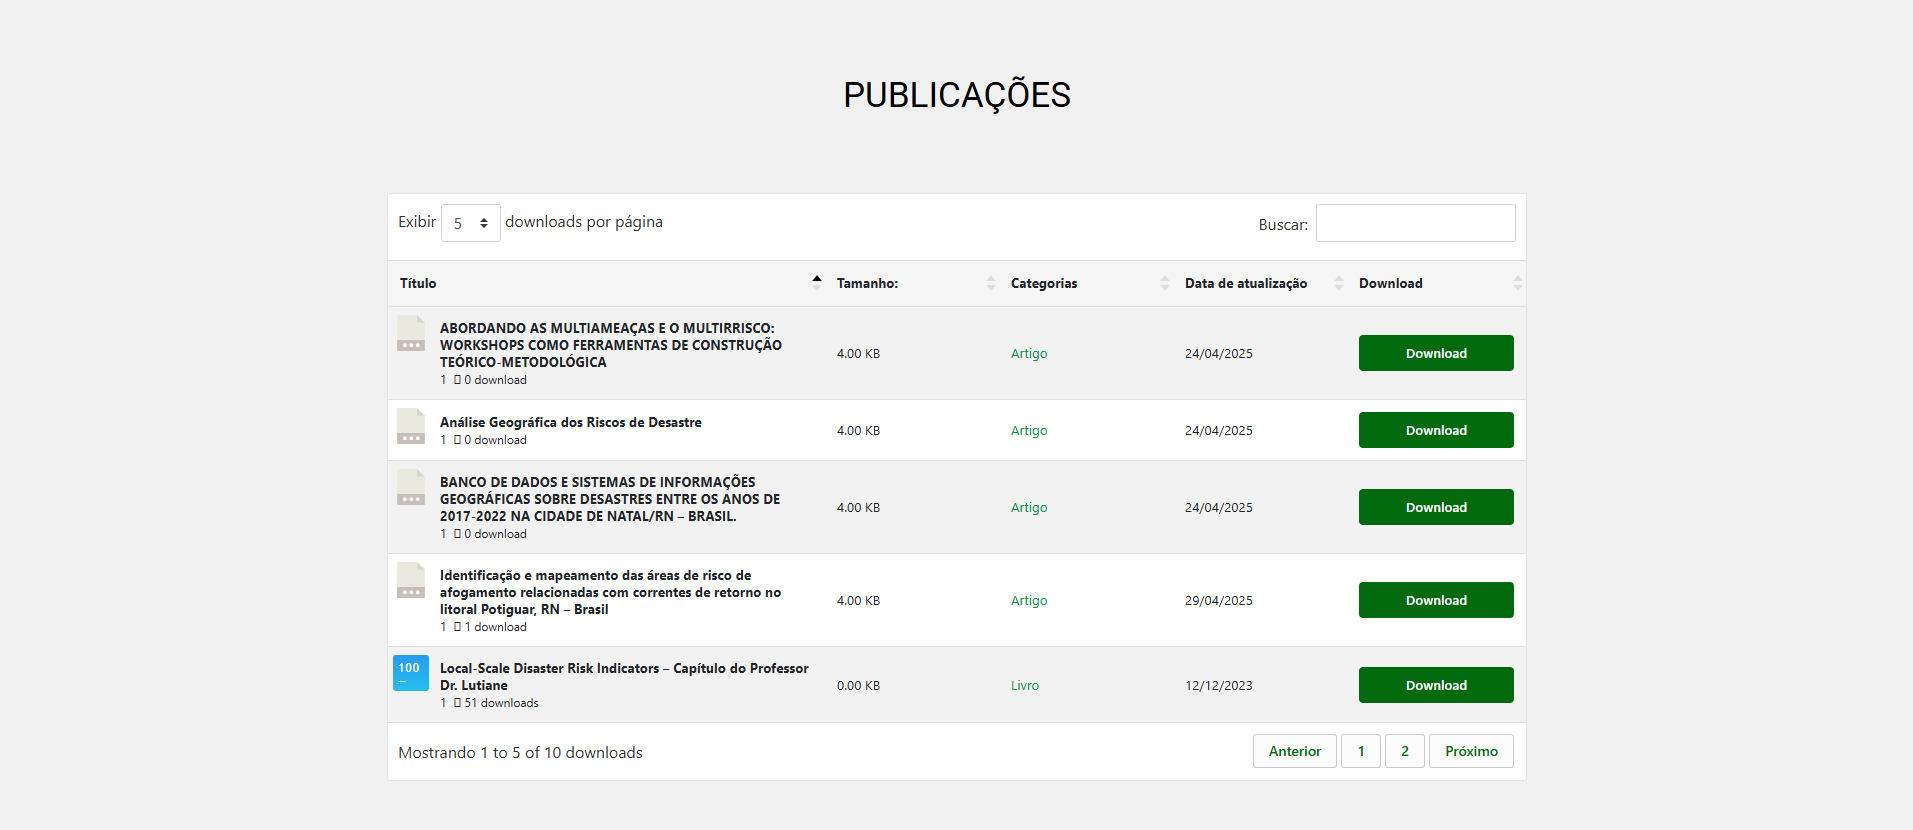 PUBLICAÇÕES
Exibir 5 downloads por página
Buscar:
Título Tamanho: Categorias Data de atualização Download
ABORDANDO AS MULTIAMEAÇAS E O MULTIRRISCO:
WORKSHOPS COMO FERRAMENTAS DE CONSTRUÇÃO
TEÓRICO-METODOLÓGICA
1 0 download
4.00 KB Artigo 24/04/2025 Download
Análise Geográfica dos Riscos de Desastre
1 0 download
4.00 KB Artigo 24/04/2025 Download
BANCO DE DADOS E SISTEMAS DE INFORMAÇÕES
GEOGRÁFICAS SOBRE DESASTRES ENTRE OS ANOS DE
2017-2022 NA CIDADE DE NATAL/RN – BRASIL.
1 0 download
4.00 KB Artigo 24/04/2025 Download
Identificação e mapeamento das áreas de risco de
afogamento relacionadas com correntes de retorno no
litoral Potiguar, RN – Brasil
1 1 download
4.00 KB Artigo 29/04/2025 Download
100
Local-Scale Disaster Risk Indicators – Capítulo do Professor
Dr. Lutiane
1 51 downloads
0.00 KB Livro 12/12/2023 Download
Mostrando 1 to 5 of 10 downloads
Anterior 1 2 Próximo